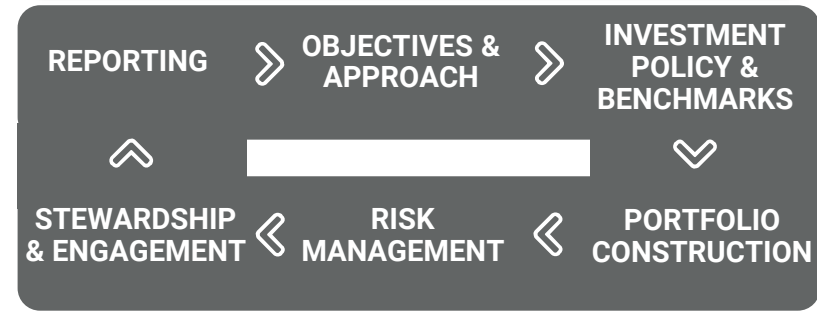 REPORTING
OBJECTIVES &
APPROACH
INVESTMENT
POLICY &
BENCHMARKS
STEWARDSHIP
& ENGAGEMENT
RISK
MANAGEMENT
PORTFOLIO
CONSTRUCTION